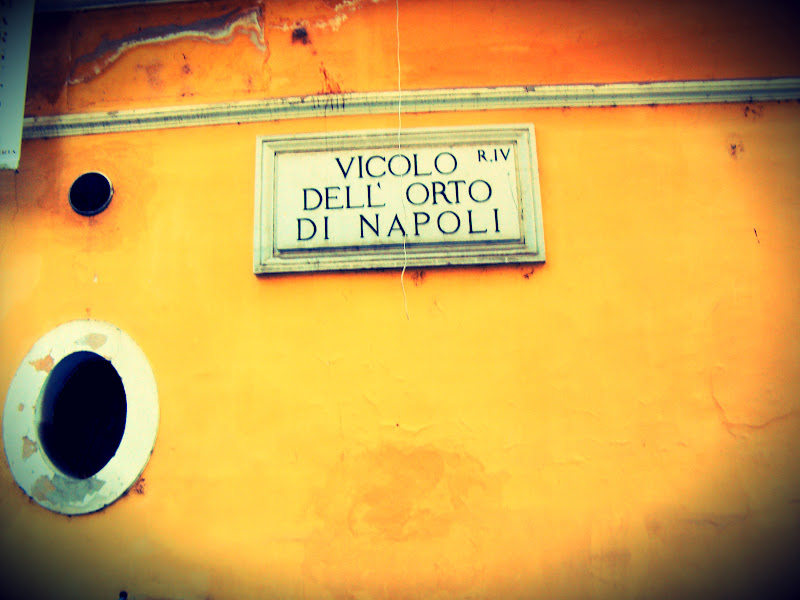 VICOLO R.IV
DELL' ORTO
DI NAPOLI